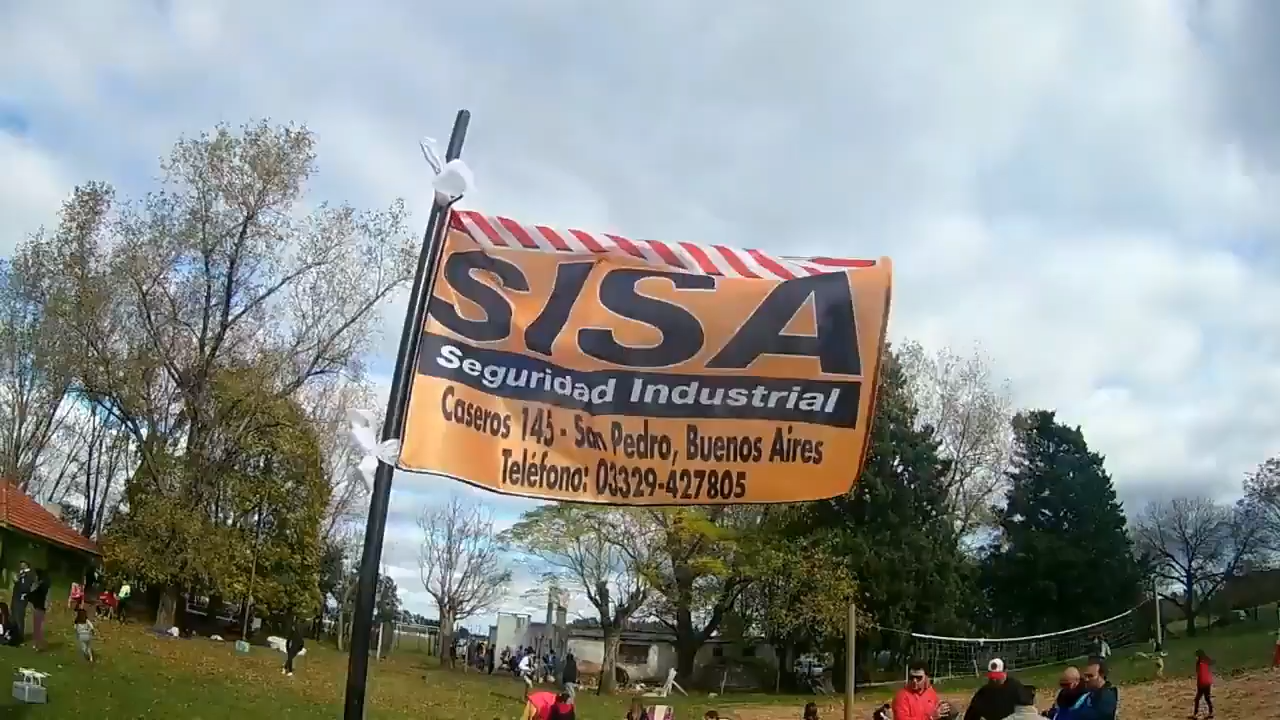 SISA
Seguridad Industrial
Caseros 145 - San Pedro, Buenos Aires
Teléfono: 03329-427805